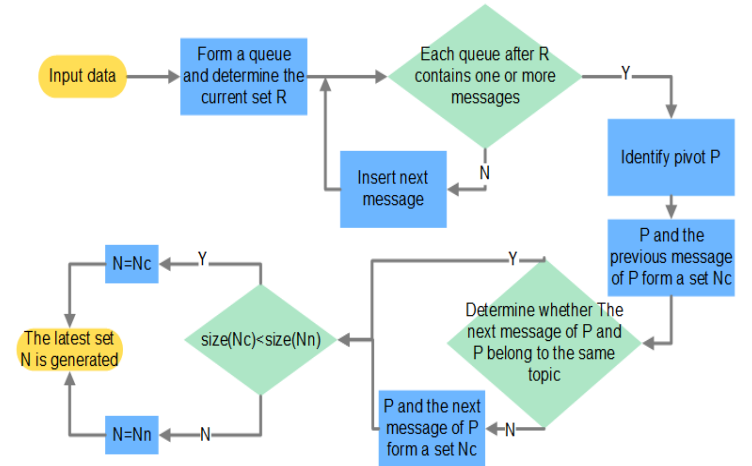 Input data
Form a queue
and determine the
current set R
Each queue after R
contains one or more
messages
Y
N
Insert next
message
Identify pivot P
P and the
previous message
of P form a set Nc
Determine whether The
next message of P and
P belong to the same
topic
Y
N
P and the next
message of P
form a set Nc
size(Nc)<size(Nn)
Y
N=Nc
N
N=Nn
The latest set
N is generated